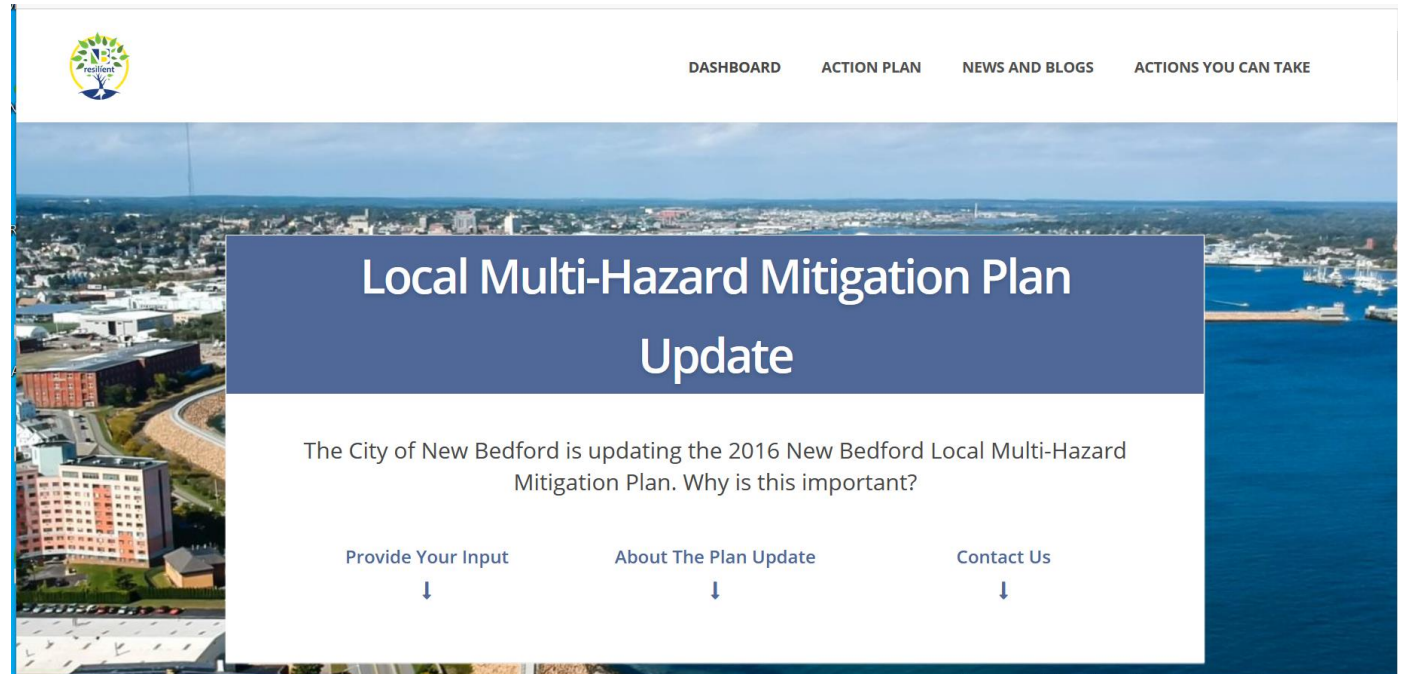 NB
resilient
DASHBOARD ACTION PLAN NEWS AND BLOGS ACTIONS YOU CAN TAKE
Local Multi-Hazard Mitigation Plan
Update
The City of New Bedford is updating the 2016 New Bedford Local Multi-Hazard
Mitigation Plan. Why is this important?
Provide Your Input About The Plan Update Contact Us